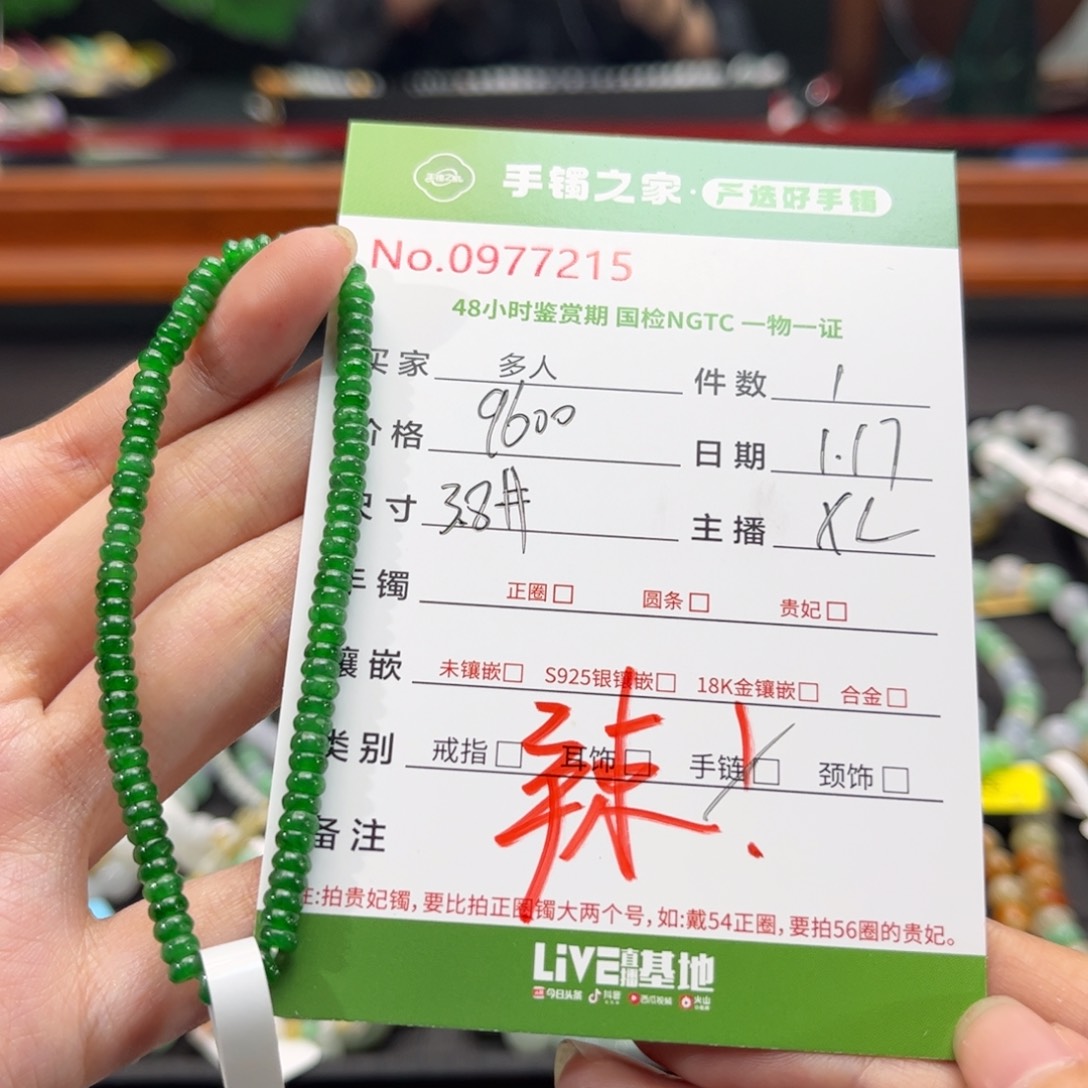 手镯之家·严选好手镯
No.0977215
48小时鉴赏期 国检NGTC 一物一证
买家 多人 件数 1
价格 9600 日期 1.17
尺寸 3.8# 主播 XL
手镯 正圈□ 圆条□ 贵妃□
镶嵌 未镶嵌□ S925银镶嵌□ 18K金镶嵌□ 合金□
类别 戒指□ 耳饰□ 手链□ 颈饰□
辣!
备注
注:拍贵妃镯,要比拍正圈镯大两个号,如:戴54正圈,要拍56圈的贵妃。
LiVE直播基地
今日头条 抖音 西瓜视频 火山